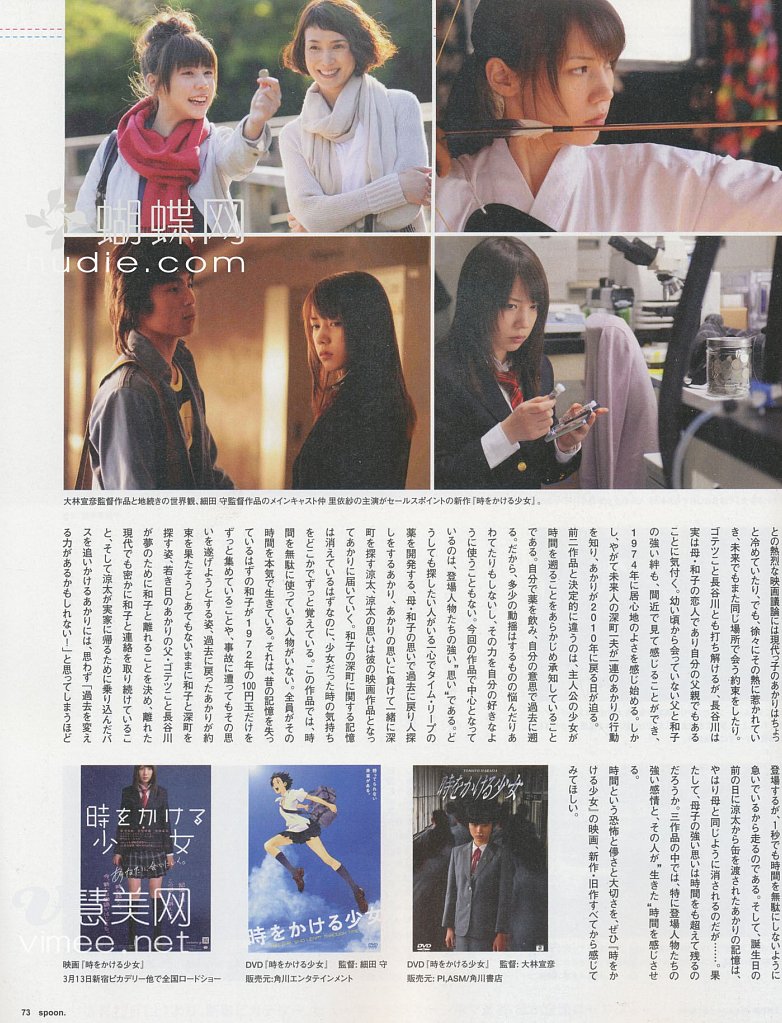 蝴蝶网
udie.com
大林宣彦監督作品と地続きの世界観、細田 守監督作品のメインキャスト仲 里依紗の主演がセールスポイントの新作『時をかける少女』。
との熱烈な映画議論には現代っ子のあかりはちょっ
と冷めていたり。でも、徐々にその熱に惹かれてい
き、未来でもまた同じ場所で会う約束をしたり。
ゴテツこと長谷川とも打ち解けるが、長谷川は
実は母・和子の恋人であり自分の父親でもある
ことに気付く。幼い頃から会っていない父と和子
の強い絆も、間近で見て感じることができ、
1974年に居心地のよさを感じ始める。しか
し、やがて未来人の深町一夫が一連のあかりの行動
を知り、あかりが2010年に戻る日が迫る。
前二作品と決定的に違うのは、主人公の少女が
時間を遡ることをあらかじめ承知していること
である。自分で薬を飲み、自分の意思で過去に遡
る。だから、多少の動揺はするものの悩んだりあ
わてたりもしないし、その力を自分の好きなよ
うに使うこともない。今回の作品で中心となって
いるのは、登場人物たちの強い“思い”である。ど
うしても探したい人がいる一心でタイム・リープの
薬を開発する、母・和子の思いで過去に戻り人探
しをするあかり、あかりの思いに負けて一緒に深
町を探す涼太、涼太の思いは彼の映画作品となっ
てあかりに届いていく。和子の深町に関する記憶
は消えているはずなのに、少女だった時の気持ち
をどこかでずっと覚えている。この作品では、時
間を無駄に使っている人物がいない。全員がその
時間を本気で生きている。それは、昔の記憶を失っ
ているはずの和子が1972年の100円玉だけを
ずっと集めていることや、事故に遭ってもその思
いを遂げようとする姿、過去に戻ったあかりが約
束を果たそうとあてもないままに和子と深町を
探す姿、若き日のあかりの父・ゴテツこと長谷川
が夢のために和子と離れることを決め、離れた
現代でも密かに和子と連絡を取り続けているこ
と、そして涼太が実家に帰るために乗り込んだバ
スを追いかけるあかりには、思わず「過去を変え
る力があるかもしれない！」と思ってしまうほど
登場するが、1秒でも時間を無駄にしないように
急いでいるから走るのである。そして、誕生日の
前の日に涼太から缶を渡されたあかりの記憶は、
やはり母と同じように消されるのだが……。果
たして、母子の強い思いは時間をも超えて残るの
だろうか。三作品の中では、特に登場人物たちの
強い感情と、その人が“生きた”時間を感じさせ
る。
時間という恐怖と儚さと大切さを、ぜひ『時をか
ける少女』の映画、新作・旧作すべてから感じて
みてほしい。
時をかける少女
あなたに、会いにいく。
慧美网
vimee.net
待ってられない
未来がある。
時をかける少女
DVD
TOMOYO HARADA
時をかける少女
DVD
映画『時をかける少女』
3月13日新宿ピカデリー他で全国ロードショー
DVD『時をかける少女』 監督：細田 守
販売元：角川エンタテインメント
DVD『時をかける少女』 監督：大林宣彦
販売元：PI,ASM/角川書店
73 spoon.